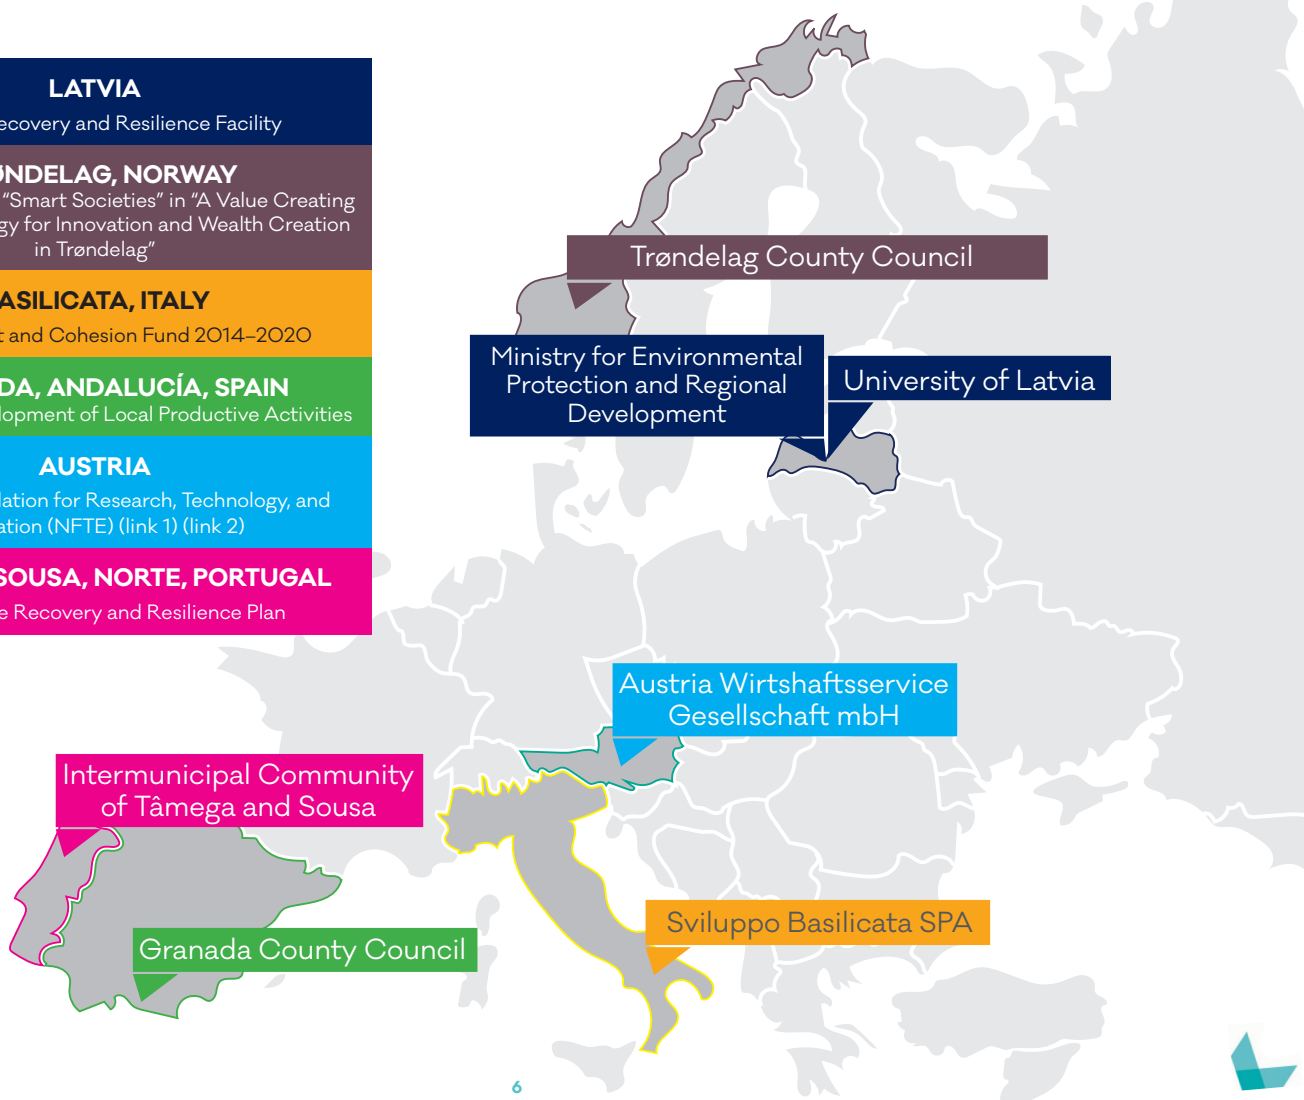 LATVIA
ecovery and Resilience Facility
ØNDELAG, NORWAY
“Smart Societies” in “A Value Creating
gy for Innovation and Wealth Creation
in Trøndelag”
ASILICATA, ITALY
t and Cohesion Fund 2014–2020
DA, ANDALUCÍA, SPAIN
lopment of Local Productive Activities
AUSTRIA
lation for Research, Technology, and
ation (NFTE) (link 1) (link 2)
SOUSA, NORTE, PORTUGAL
e Recovery and Resilience Plan
Trøndelag County Council
Ministry for Environmental
Protection and Regional
Development
University of Latvia
Austria Wirtshaftsservice
Gesellschaft mbH
Intermunicipal Community
of Tâmega and Sousa
Sviluppo Basilicata SPA
Granada County Council
6